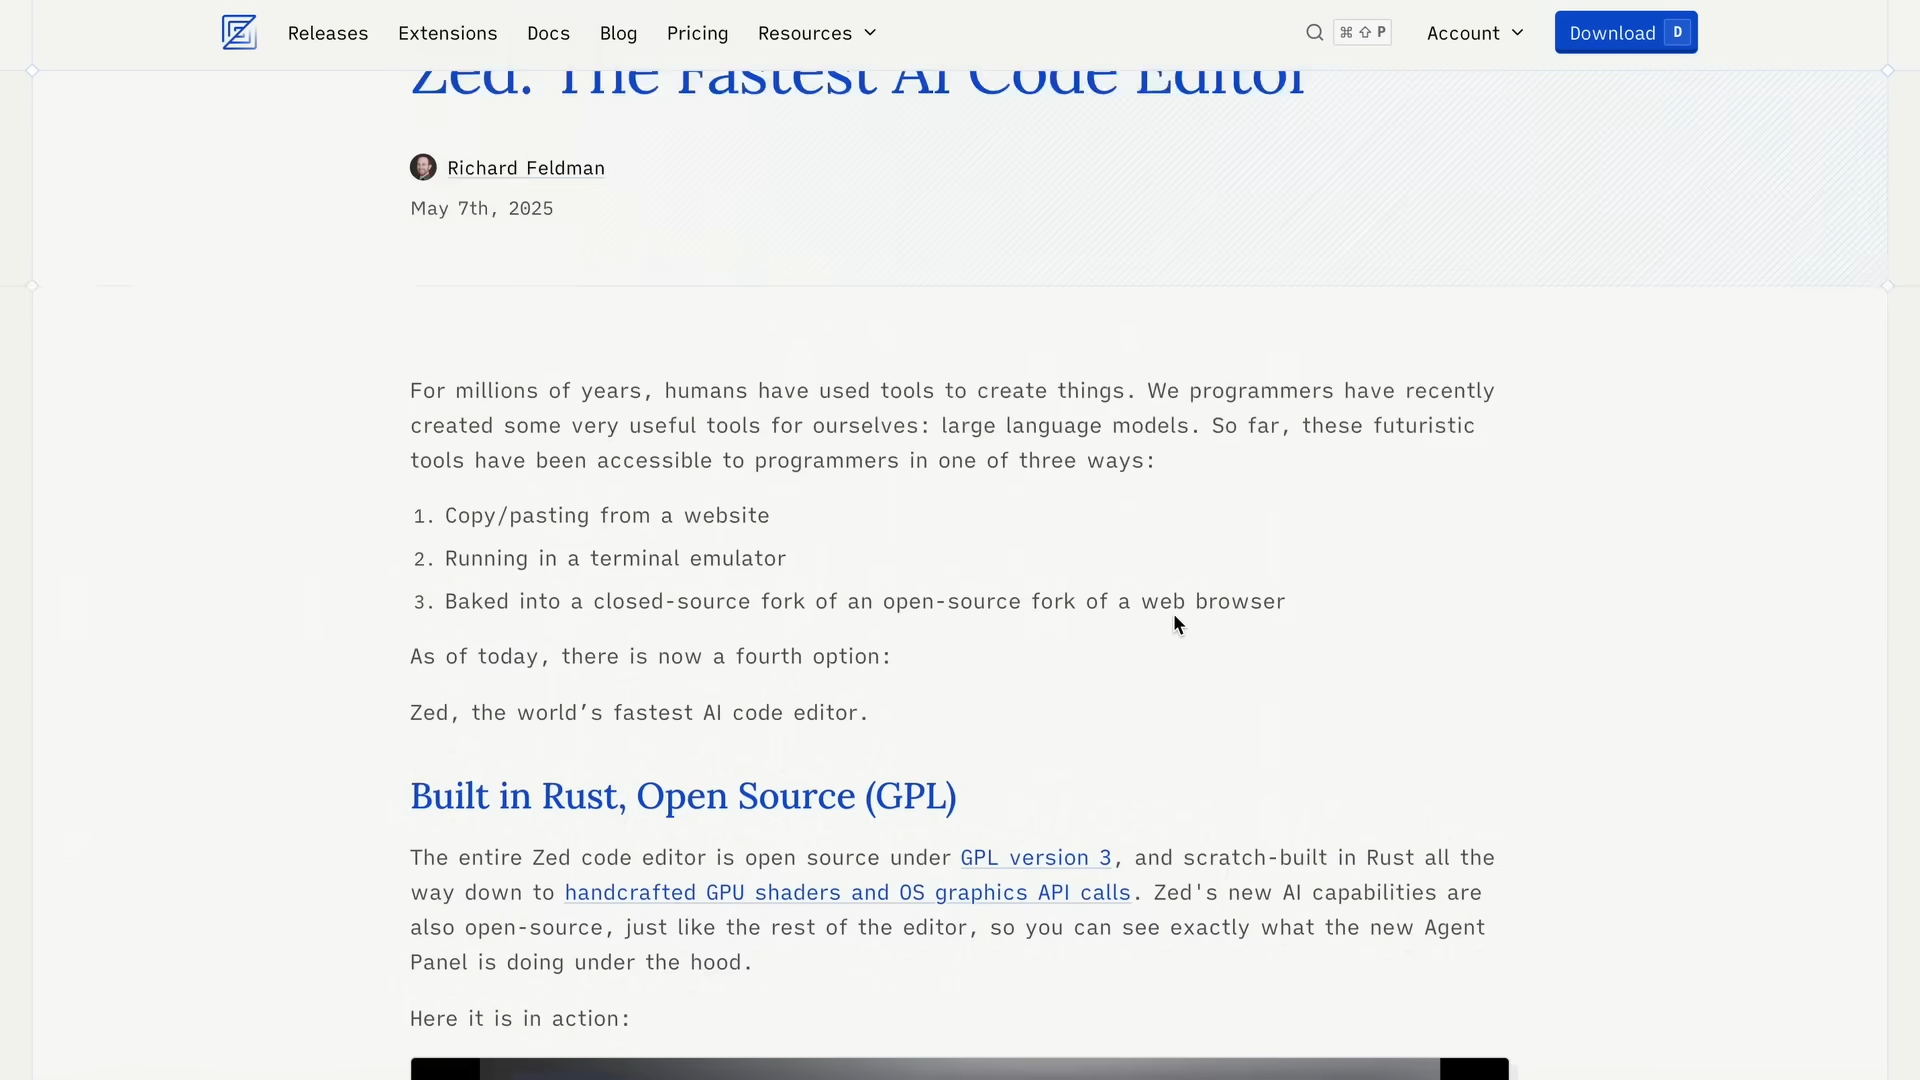 Releases Extensions Docs Blog Pricing Resources ⌘ ⇧ P Account Download D
Zed: The Fastest AI Code Editor
Richard Feldman
May 7th, 2025
For millions of years, humans have used tools to create things. We programmers have recently
created some very useful tools for ourselves: large language models. So far, these futuristic
tools have been accessible to programmers in one of three ways:
1. Copy/pasting from a website
2. Running in a terminal emulator
3. Baked into a closed-source fork of an open-source fork of a web browser
As of today, there is now a fourth option:
Zed, the world’s fastest AI code editor.
Built in Rust, Open Source (GPL)
The entire Zed code editor is open source under GPL version 3, and scratch-built in Rust all the
way down to handcrafted GPU shaders and OS graphics API calls. Zed's new AI capabilities are
also open-source, just like the rest of the editor, so you can see exactly what the new Agent
Panel is doing under the hood.
Here it is in action: